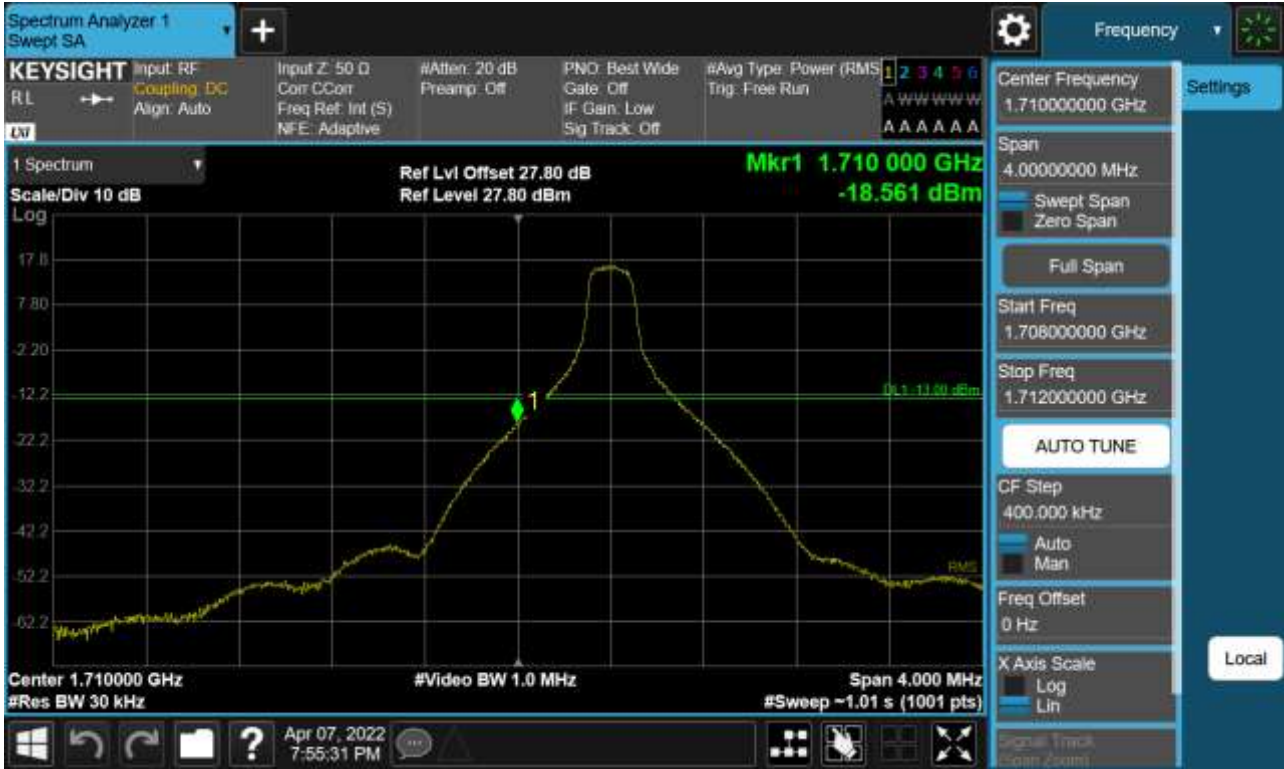 Spectrum Analyzer 1
Swept SA
+
Frequency
KEYSIGHT
RL
LXI
Input: RF
Coupling: DC
Align: Auto
Input Z: 50 Ω
Corr CCorr
Freq Ref: Int (S)
NFE: Adaptive
#Atten: 20 dB
Preamp: Off
PNO: Best Wide
Gate: Off
IF Gain: Low
Sig Track: Off
#Avg Type: Power (RMS
Trig: Free Run
1 2 3 4 5 6
A W W W W W
A A A A A A
1 Spectrum
Scale/Div 10 dB
Log
Ref Lvl Offset 27.80 dB
Ref Level 27.80 dBm
Mkr1 1.710 000 GHz
-18.561 dBm
17.8
7.80
-2.20
-12.2
-22.2
-32.2
-42.2
-52.2
-62.2
1
DL1 -13.00 dBm
RMS
Center 1.710000 GHz
#Res BW 30 kHz
#Video BW 1.0 MHz
Span 4.000 MHz
#Sweep ~1.01 s (1001 pts)
Center Frequency
1.710000000 GHz
Settings
Span
4.00000000 MHz
Swept Span
Zero Span
Full Span
Start Freq
1.708000000 GHz
Stop Freq
1.712000000 GHz
AUTO TUNE
CF Step
400.000 kHz
Auto
Man
Freq Offset
0 Hz
X Axis Scale
Log
Lin
Local
Signal Track
(Span Zoom)
?
Apr 07, 2022
7:55:31 PM